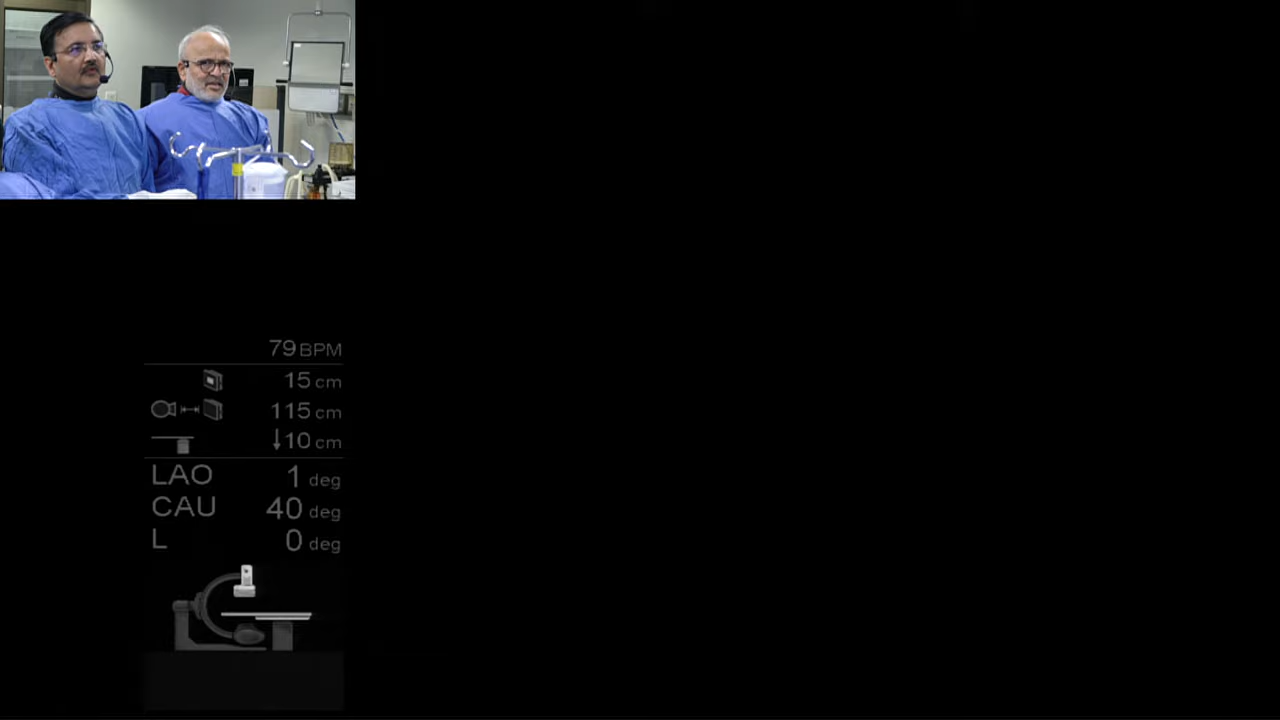 79 BPM
15 cm
115 cm
↓10 cm
LAO 1 deg
CAU 40 deg
L 0 deg